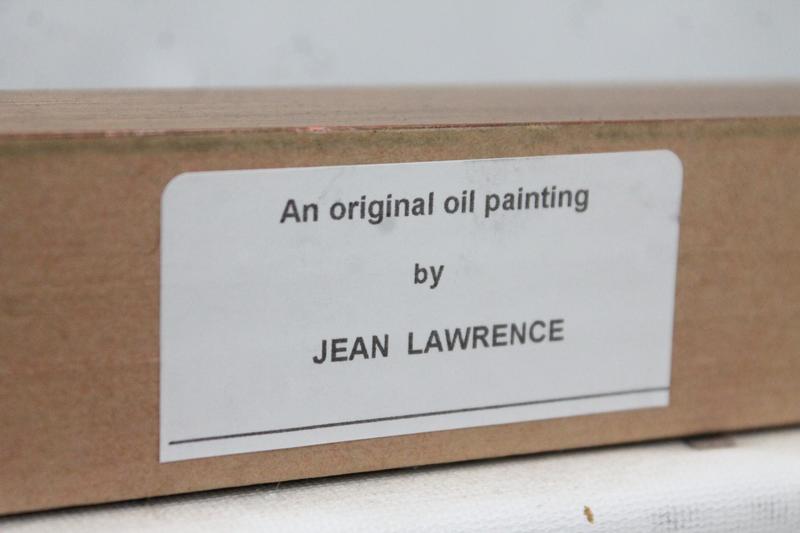 An original oil painting
by
JEAN LAWRENCE